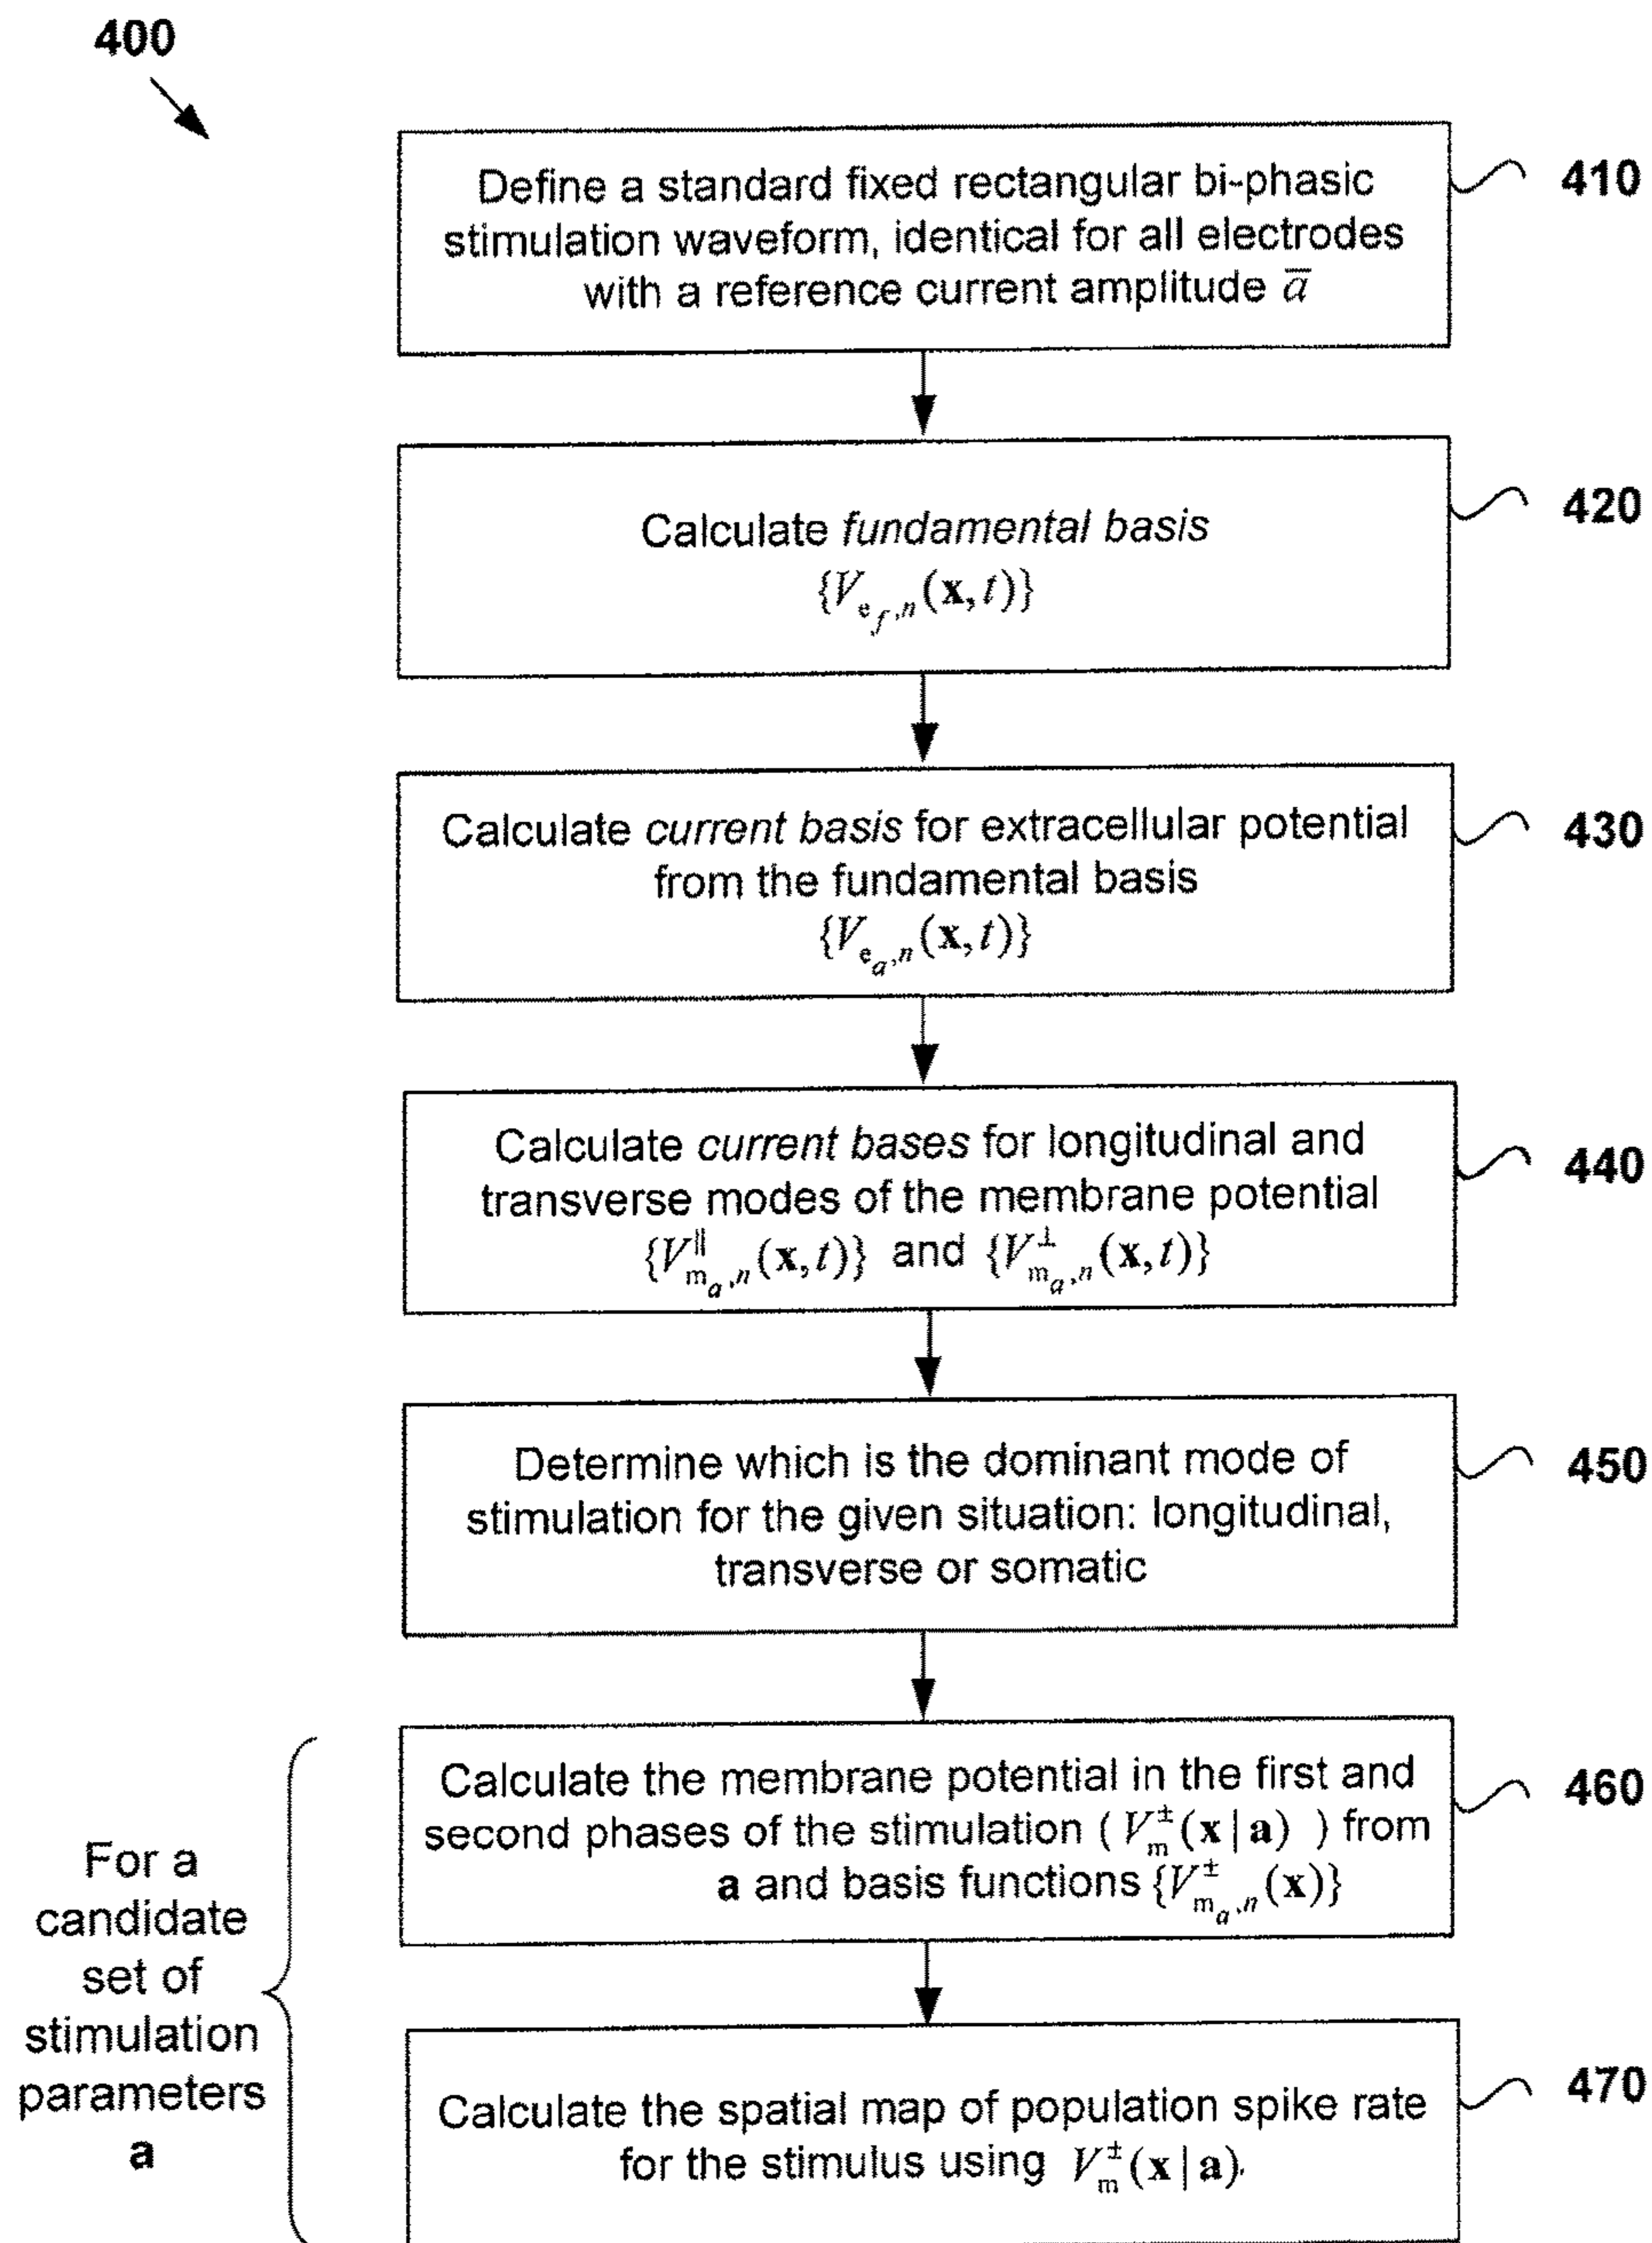 400
Define a standard fixed rectangular bi-phasic
stimulation waveform, identical for all electrodes
with a reference current amplitude a̅
410
Calculate fundamental basis
{V_{e_f,n}(x,t)}
420
Calculate current basis for extracellular potential
from the fundamental basis
{V_{e_a,n}(x,t)}
430
Calculate current bases for longitudinal and
transverse modes of the membrane potential
{V^{||}_{m_a,n}(x,t)} and {V^{⊥}_{m_a,n}(x,t)}
440
Determine which is the dominant mode of
stimulation for the given situation: longitudinal,
transverse or somatic
450
For a
candidate
set of
stimulation
parameters
a
Calculate the membrane potential in the first and
second phases of the stimulation ( V^{±}_{m}(x|a) ) from
a and basis functions {V^{±}_{m_a,n}(x)}
460
Calculate the spatial map of population spike rate
for the stimulus using V^{±}_{m}(x|a).
470